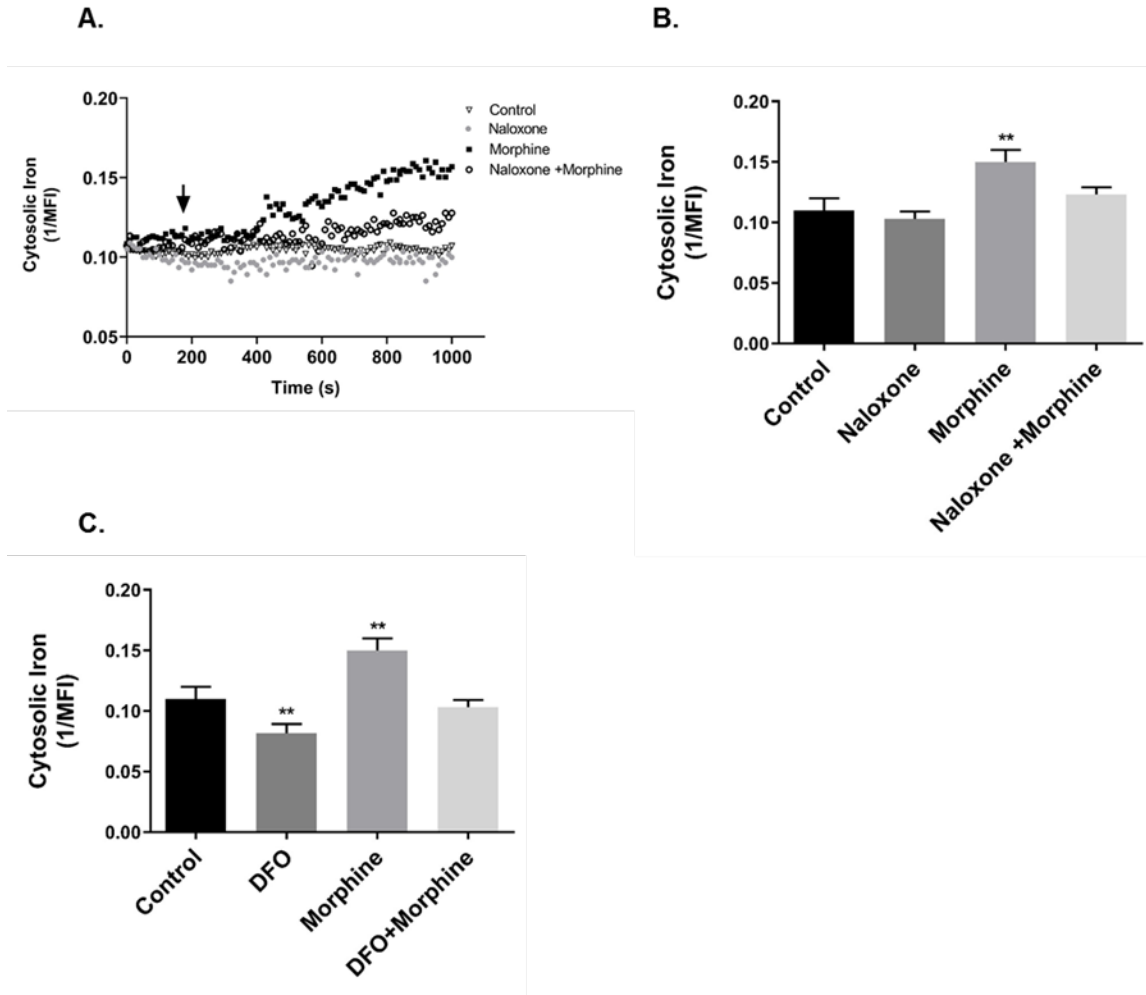 A.
0.20
0.15
0.10
0.05
Cytosolic Iron
(1/MFI)
0 200 400 600 800 1000
Time (s)
Control
Naloxone
Morphine
Naloxone +Morphine
B.
0.20
0.15
0.10
0.05
0.00
Cytosolic Iron
(1/MFI)
**
Control
Naloxone
Morphine
Naloxone +Morphine
C.
0.20
0.15
0.10
0.05
0.00
Cytosolic Iron
(1/MFI)
**
**
Control
DFO
Morphine
DFO+Morphine